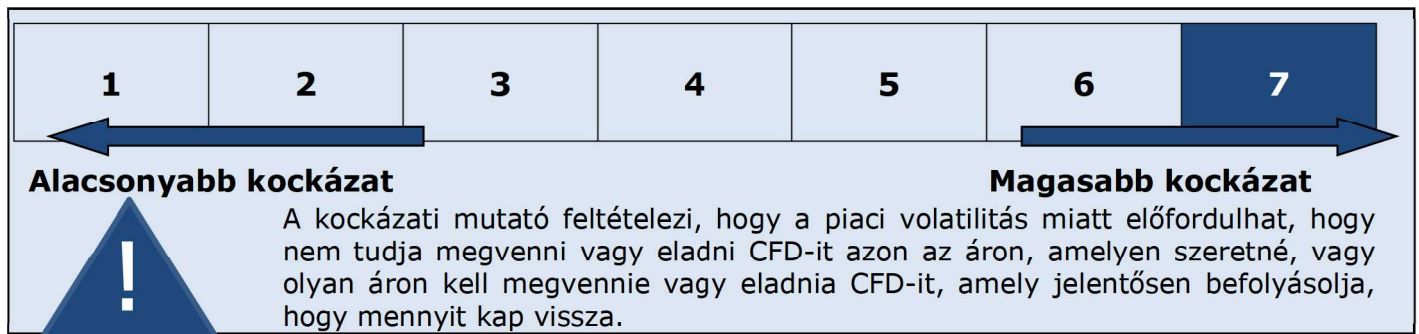 1 2 3 4 5 6 7
Alacsonyabb kockázat Magasabb kockázat
A kockázati mutató feltételezi, hogy a piaci volatilitás miatt előfordulhat, hogy
nem tudja megvenni vagy eladni CFD-it azon az áron, amelyen szeretné, vagy
olyan áron kell megvennie vagy eladnia CFD-it, amely jelentősen befolyásolja,
hogy mennyit kap vissza.
!